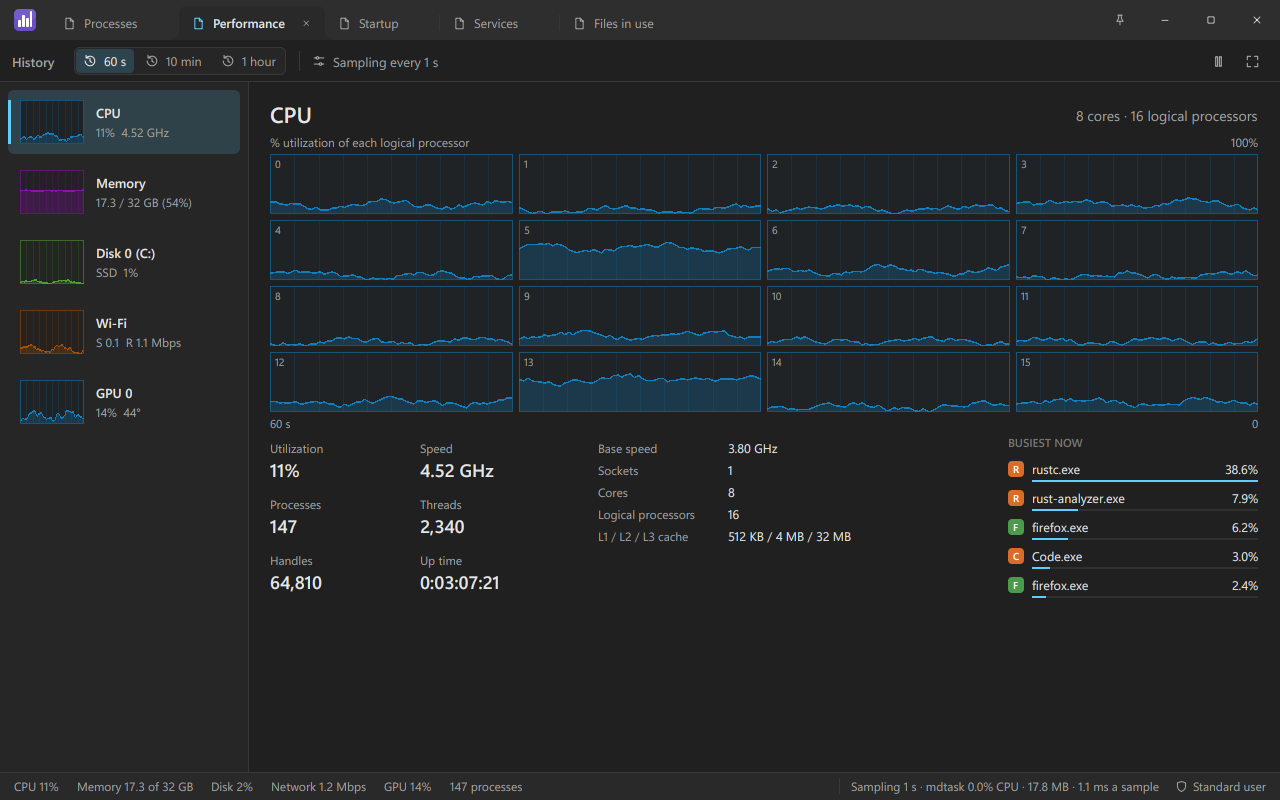 Processes
Performance
Startup
Services
Files in use
History
60 s
10 min
1 hour
Sampling every 1 s
CPU
11% 4.52 GHz
Memory
17.3 / 32 GB (54%)
Disk 0 (C:)
SSD 1%
Wi-Fi
S 0.1 R 1.1 Mbps
GPU 0
14% 44°
CPU
8 cores · 16 logical processors
% utilization of each logical processor
100%
0
1
2
3
4
5
6
7
8
9
10
11
12
13
14
15
60 s
0
Utilization
11%
Speed
4.52 GHz
Processes
147
Threads
2,340
Handles
64,810
Up time
0:03:07:21
Base speed 3.80 GHz
Sockets 1
Cores 8
Logical processors 16
L1 / L2 / L3 cache 512 KB / 4 MB / 32 MB
BUSIEST NOW
R rustc.exe 38.6%
R rust-analyzer.exe 7.9%
F firefox.exe 6.2%
C Code.exe 3.0%
F firefox.exe 2.4%
CPU 11% Memory 17.3 of 32 GB Disk 2% Network 1.2 Mbps GPU 14% 147 processes
Sampling 1 s · mdtask 0.0% CPU · 17.8 MB · 1.1 ms a sample
Standard user